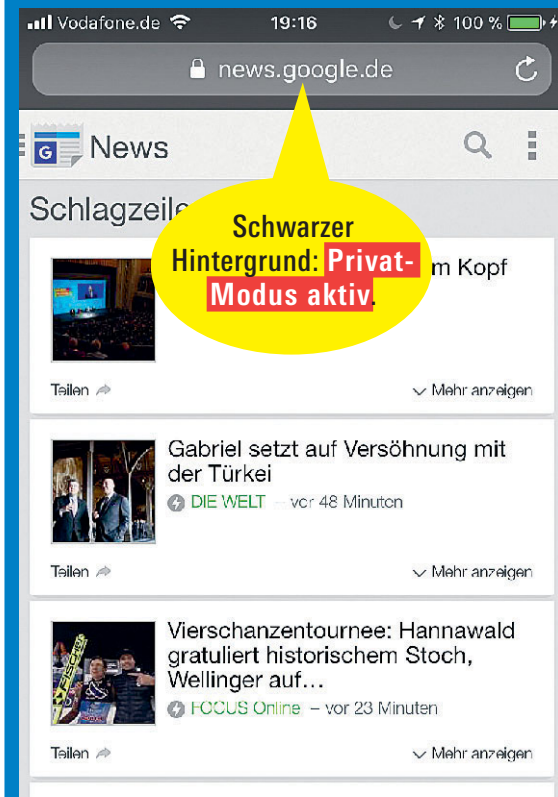 Vodafone.de 19:16 100 %
news.google.de
G News
Schlagzeile
Schwarzer
Hintergrund: Privat-
Modus aktiv.
m Kopf
Teilen Mehr anzeigen
Gabriel setzt auf Versöhnung mit
der Türkei
DIE WELT – vor 48 Minuten
Teilen Mehr anzeigen
Vierschanzentournee: Hannawald
gratuliert historischem Stoch,
Wellinger auf...
FOCUS Online – vor 23 Minuten
Teilen Mehr anzeigen
FISCHER